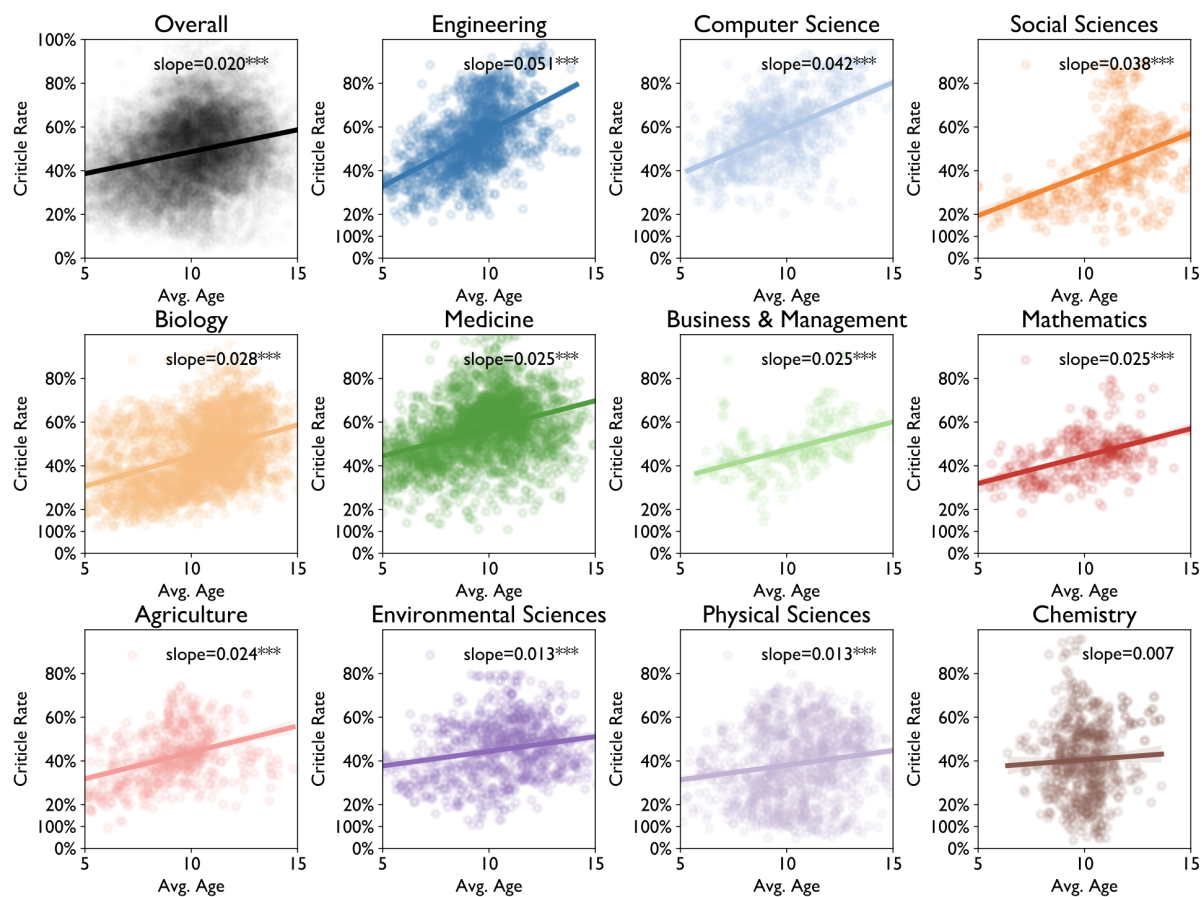 Overall
Engineering
Computer Science
Social Sciences
100%
80%
60%
40%
20%
0%
Criticle Rate
slope=0.020***
5 10 15
Avg. Age
80%
60%
40%
20%
100%
0%
Criticle Rate
slope=0.051***
5 10 15
Avg. Age
80%
60%
40%
20%
100%
0%
Criticle Rate
slope=0.042***
5 10 15
Avg. Age
80%
60%
40%
20%
100%
0%
Criticle Rate
slope=0.038***
5 10 15
Avg. Age
Biology
Medicine
Business & Management
Mathematics
80%
60%
40%
20%
100%
0%
Criticle Rate
slope=0.028***
5 10 15
Avg. Age
80%
60%
40%
20%
100%
0%
Criticle Rate
slope=0.025***
5 10 15
Avg. Age
80%
60%
40%
20%
100%
0%
Criticle Rate
slope=0.025***
5 10 15
Avg. Age
80%
60%
40%
20%
100%
0%
Criticle Rate
slope=0.025***
5 10 15
Avg. Age
Agriculture
Environmental Sciences
Physical Sciences
Chemistry
80%
60%
40%
20%
100%
0%
Criticle Rate
slope=0.024***
5 10 15
Avg. Age
80%
60%
40%
20%
100%
0%
Criticle Rate
slope=0.013***
5 10 15
Avg. Age
80%
60%
40%
20%
100%
0%
Criticle Rate
slope=0.013***
5 10 15
Avg. Age
80%
60%
40%
20%
100%
0%
Criticle Rate
slope=0.007
5 10 15
Avg. Age